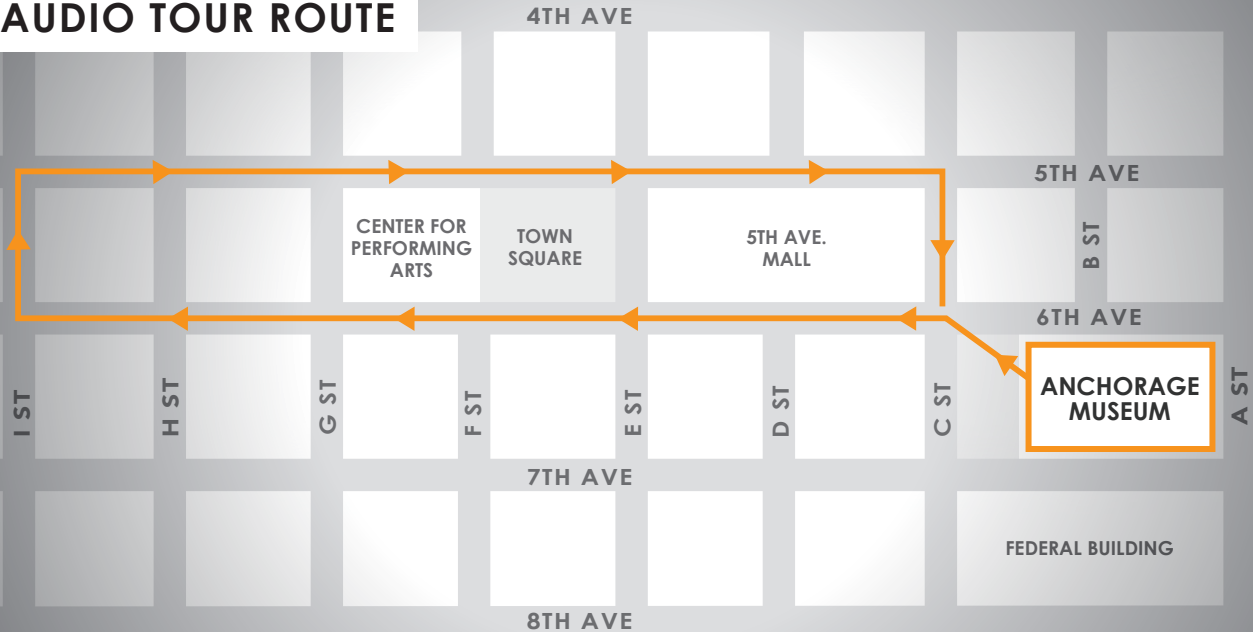 AUDIO TOUR ROUTE
4TH AVE
5TH AVE
CENTER FOR
PERFORMING
ARTS
TOWN
SQUARE
5TH AVE.
MALL
B ST
6TH AVE
ANCHORAGE
MUSEUM
I ST
H ST
G ST
F ST
E ST
D ST
C ST
A ST
7TH AVE
FEDERAL BUILDING
8TH AVE